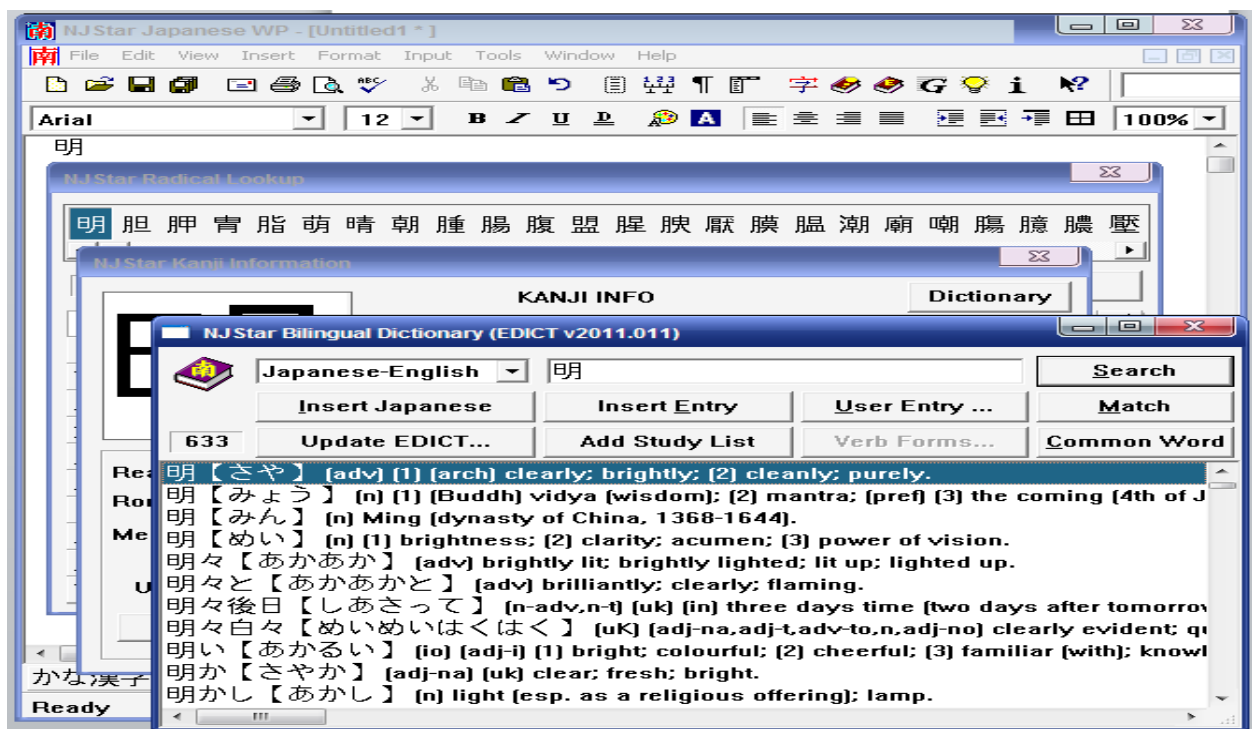 NJStar Japanese WP - [Untitled1 * ]
File Edit View Insert Format Input Tools Window Help
Arial 12 B U D A 100%
明
NJStar Radical Lookup
明 胆 胛 冑 脂 萌 晴 朝 腫 腸 腹 盟 腥 腴 厭 膜 腽 潮 廟 嘲 膓 臆 膿 壓
NJStar Kanji Information
KANJI INFO Dictionary
NJStar Bilingual Dictionary (EDICT v2011.011)
Japanese-English 明 Search
Insert Japanese Insert Entry User Entry ... Match
633 Update EDICT... Add Study List Verb Forms... Common Word
明【さや】 (adv) (1) (arch) clearly; brightly; (2) cleanly; purely.
明【みょう】 (n) (1) (Buddh) vidya (wisdom); (2) mantra; (pref) (3) the coming (4th of J
明【みん】 (n) Ming (dynasty of China, 1368-1644).
明【めい】 (n) (1) brightness; (2) clarity; acumen; (3) power of vision.
明々【あかあか】 (adv) brightly lit; brightly lighted; lit up; lighted up.
明々と【あかあかと】 (adv) brilliantly; clearly; flaming.
明々後日【しあさって】 (n-adv,n-t) (uk) (in) three days time (two days after tomorrow
明々白々【めいめいはくはく】 (uK) (adj-na,adj-t,adv-to,n,adj-no) clearly evident;
明い【あかるい】 (io) (adj-i) (1) bright; colourful; (2) cheerful; (3) familiar (with); knowl
明か【さやか】 (adj-na) (uk) clear; fresh; bright.
明かし【あかし】 (n) light (esp. as a religious offering); lamp.
かな漢字
Ready